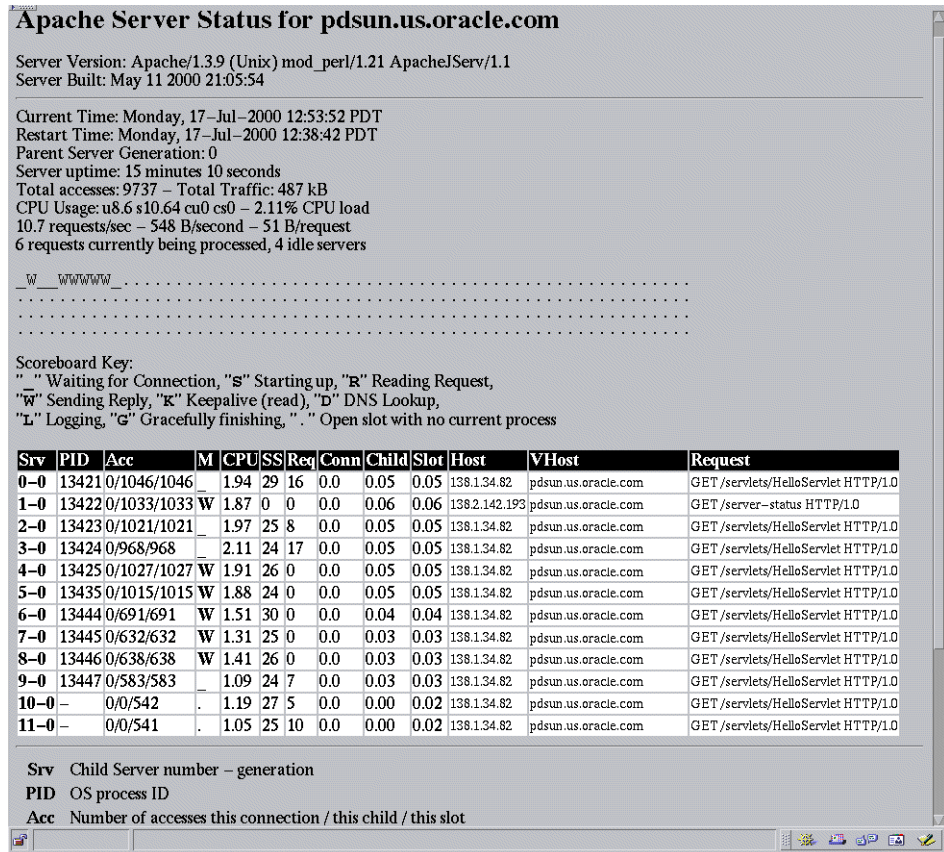 Apache Server Status for pdsun.us.oracle.com
Server Version: Apache/1.3.9 (Unix) mod_perl/1.21 ApacheJServ/1.1
Server Built: May 11 2000 21:05:54
Current Time: Monday, 17-Jul-2000 12:53:52 PDT
Restart Time: Monday, 17-Jul-2000 12:38:42 PDT
Parent Server Generation: 0
Server uptime: 15 minutes 10 seconds
Total accesses: 9737 – Total Traffic: 487 kB
CPU Usage: u8.6 s10.64 cu0 cs0 – 2.11% CPU load
10.7 requests/sec – 548 B/second – 51 B/request
6 requests currently being processed, 4 idle servers
_W__WWWWW_......................................................
................................................................
................................................................
................................................................
Scoreboard Key:
"_" Waiting for Connection, "S" Starting up, "R" Reading Request,
"W" Sending Reply, "K" Keepalive (read), "D" DNS Lookup,
"L" Logging, "G" Gracefully finishing, "." Open slot with no current process
Srv PID Acc M CPU SS Req Conn Child Slot Host VHost Request
0-0 13421 0/1046/1046 _ 1.94 29 16 0.0 0.05 0.05 138.1.34.82 pdsun.us.oracle.com GET /servlets/HelloServlet HTTP/1.0
1-0 13422 0/1033/1033 W 1.87 0 0 0.0 0.06 0.06 138.2.142.193 pdsun.us.oracle.com GET /server-status HTTP/1.0
2-0 13423 0/1021/1021 _ 1.97 25 8 0.0 0.05 0.05 138.1.34.82 pdsun.us.oracle.com GET /servlets/HelloServlet HTTP/1.0
3-0 13424 0/968/968 _ 2.11 24 17 0.0 0.05 0.05 138.1.34.82 pdsun.us.oracle.com GET /servlets/HelloServlet HTTP/1.0
4-0 13425 0/1027/1027 W 1.91 26 0 0.0 0.05 0.05 138.1.34.82 pdsun.us.oracle.com GET /servlets/HelloServlet HTTP/1.0
5-0 13435 0/1015/1015 W 1.88 24 0 0.0 0.05 0.05 138.1.34.82 pdsun.us.oracle.com GET /servlets/HelloServlet HTTP/1.0
6-0 13444 0/691/691 W 1.51 30 0 0.0 0.04 0.04 138.1.34.82 pdsun.us.oracle.com GET /servlets/HelloServlet HTTP/1.0
7-0 13445 0/632/632 W 1.31 25 0 0.0 0.03 0.03 138.1.34.82 pdsun.us.oracle.com GET /servlets/HelloServlet HTTP/1.0
8-0 13446 0/638/638 W 1.41 26 0 0.0 0.03 0.03 138.1.34.82 pdsun.us.oracle.com GET /servlets/HelloServlet HTTP/1.0
9-0 13447 0/583/583 _ 1.09 24 7 0.0 0.03 0.03 138.1.34.82 pdsun.us.oracle.com GET /servlets/HelloServlet HTTP/1.0
10-0 – 0/0/542 . 1.19 27 5 0.0 0.00 0.02 138.1.34.82 pdsun.us.oracle.com GET /servlets/HelloServlet HTTP/1.0
11-0 – 0/0/541 . 1.05 25 10 0.0 0.00 0.02 138.1.34.82 pdsun.us.oracle.com GET /servlets/HelloServlet HTTP/1.0
Srv Child Server number – generation
PID OS process ID
Acc Number of accesses this connection / this child / this slot